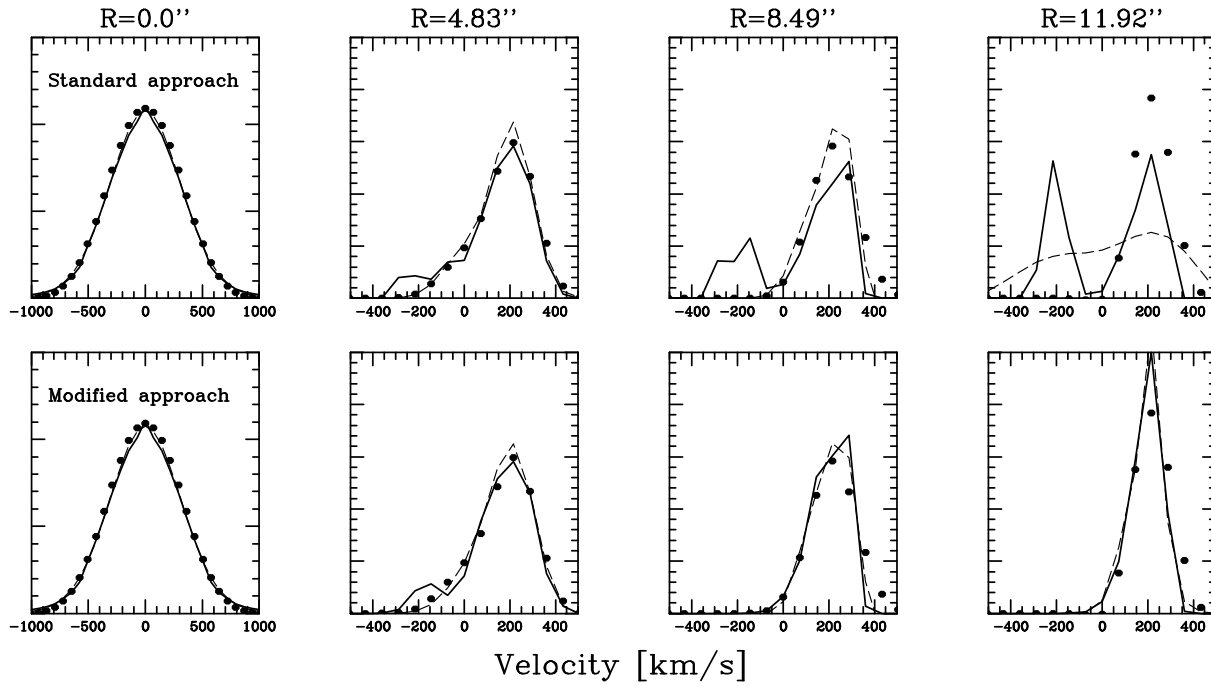 R=0.0’’ R=4.83’’ R=8.49’’ R=11.92’’
Standard approach
-1000 -500 0 500 1000 -400 -200 0 200 400 -400 -200 0 200 400 -400 -200 0 200 400
Modified approach
-1000 -500 0 500 1000 -400 -200 0 200 400 -400 -200 0 200 400 -400 -200 0 200 400
Velocity [km/s]